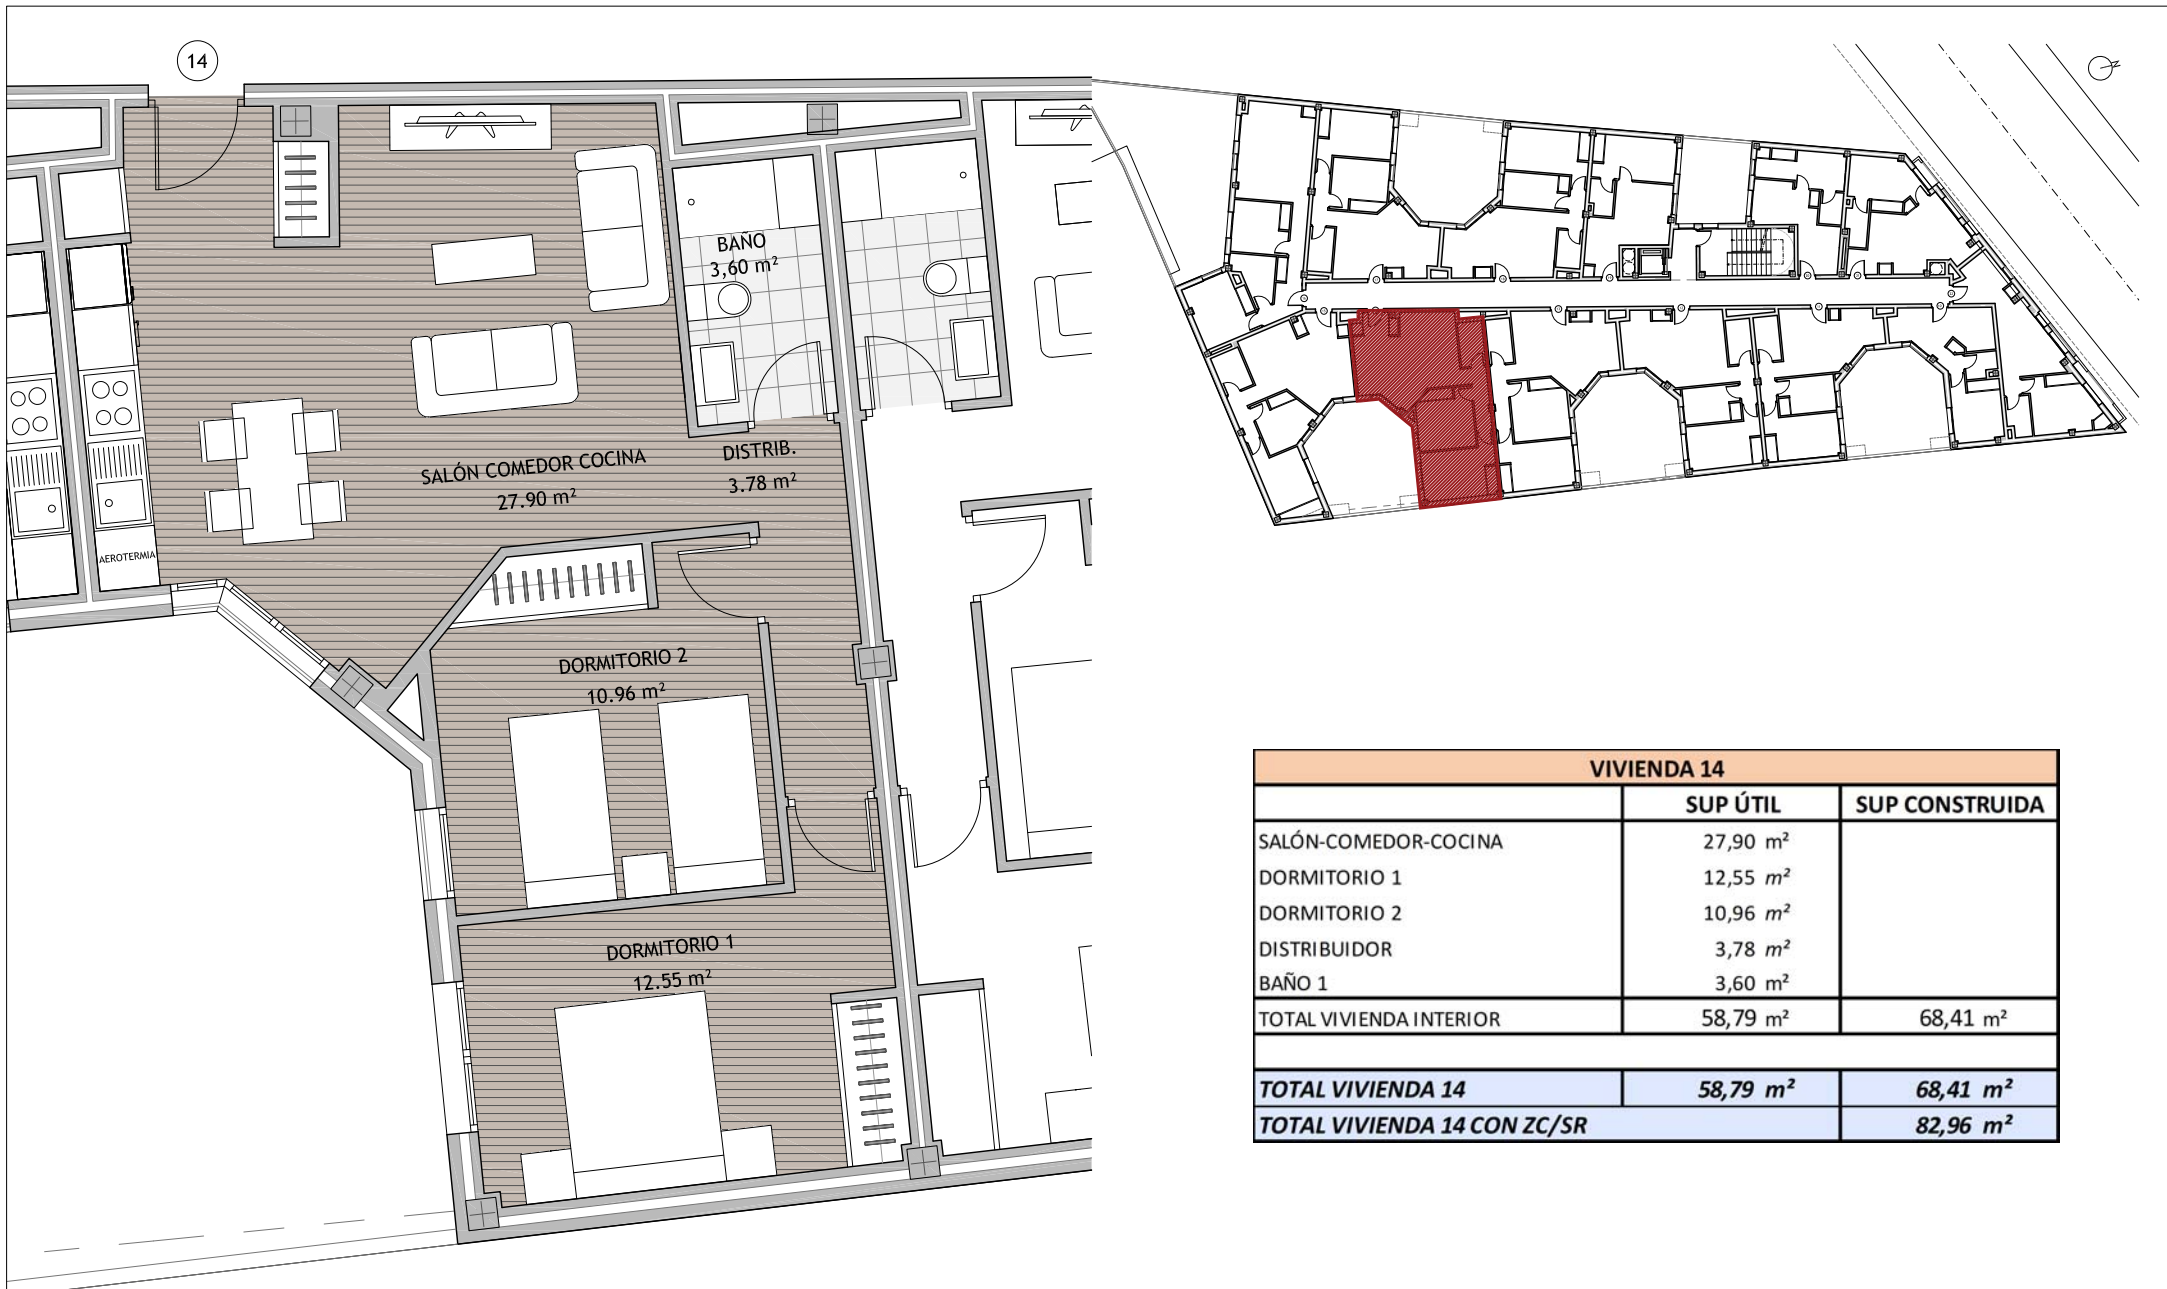 14
BAÑO
3,60 m²
SALÓN COMEDOR COCINA
27.90 m²
DISTRIB.
3.78 m²
AEROTERMIA
DORMITORIO 2
10.96 m²
DORMITORIO 1
12.55 m²
N
VIVIENDA 14
SUP ÚTIL SUP CONSTRUIDA
SALÓN-COMEDOR-COCINA 27,90 m²
DORMITORIO 1 12,55 m²
DORMITORIO 2 10,96 m²
DISTRIBUIDOR 3,78 m²
BAÑO 1 3,60 m²
TOTAL VIVIENDA INTERIOR 58,79 m² 68,41 m²
TOTAL VIVIENDA 14 58,79 m² 68,41 m²
TOTAL VIVIENDA 14 CON ZC/SR 82,96 m²